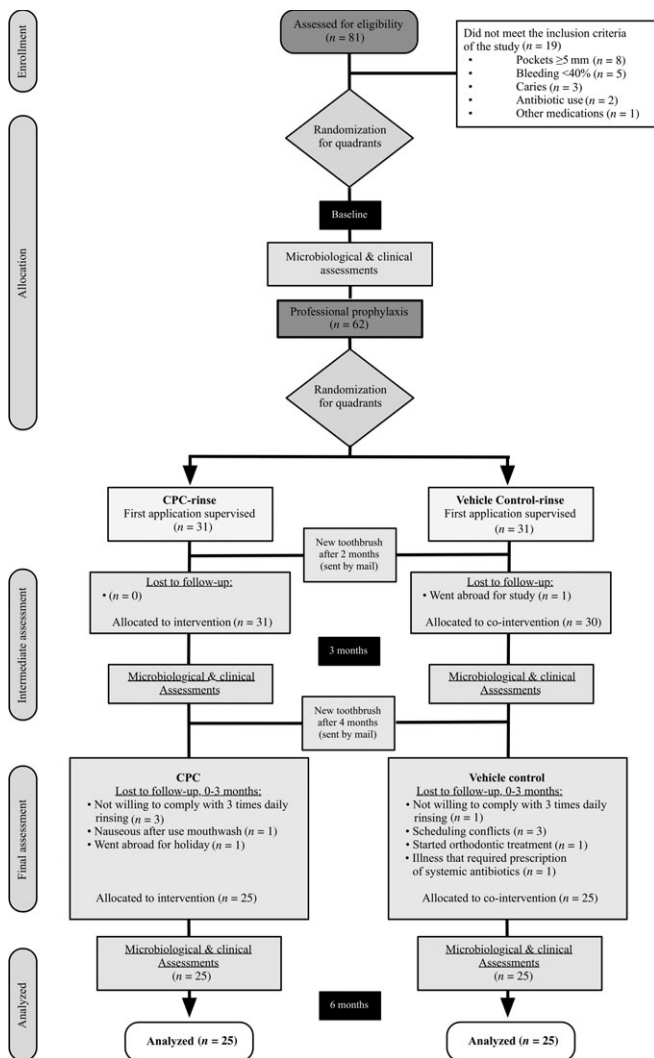 Enrollment
Assessed for eligibility
(n = 81)
Did not meet the inclusion criteria
of the study (n = 19)
• Pockets ≥5 mm (n = 8)
• Bleeding <40% (n = 5)
• Caries (n = 3)
• Antibiotic use (n = 2)
• Other medications (n = 1)
Allocation
Randomization
for quadrants
Baseline
Microbiological & clinical
assessments
Professional prophylaxis
(n = 62)
Randomization
for quadrants
CPC-rinse
First application supervised
(n = 31)
Vehicle Control-rinse
First application supervised
(n = 31)
New toothbrush
after 2 months
(sent by mail)
Intermediate assessment
Lost to follow-up:
• (n = 0)
Allocated to intervention (n = 31)
Lost to follow-up:
• Went abroad for study (n = 1)
Allocated to co-intervention (n = 30)
3 months
Microbiological & clinical
Assessments
Microbiological & clinical
Assessments
New toothbrush
after 4 months
(sent by mail)
Final assessment
CPC
Lost to follow-up, 0-3 months:
• Not willing to comply with 3 times daily
rinsing (n = 3)
• Nauseous after use mouthwash (n = 1)
• Went abroad for holiday (n = 1)
Allocated to intervention (n = 25)
Vehicle control
Lost to follow-up, 0-3 months:
• Not willing to comply with 3 times daily
rinsing (n = 1)
• Scheduling conflicts (n = 3)
• Started orthodontic treatment (n = 1)
• Illness that required prescription
of systemic antibiotics (n = 1)
Allocated to co-intervention (n = 25)
Analyzed
Microbiological & clinical
Assessments
(n = 25)
Microbiological & clinical
Assessments
(n = 25)
6 months
Analyzed (n = 25)
Analyzed (n = 25)